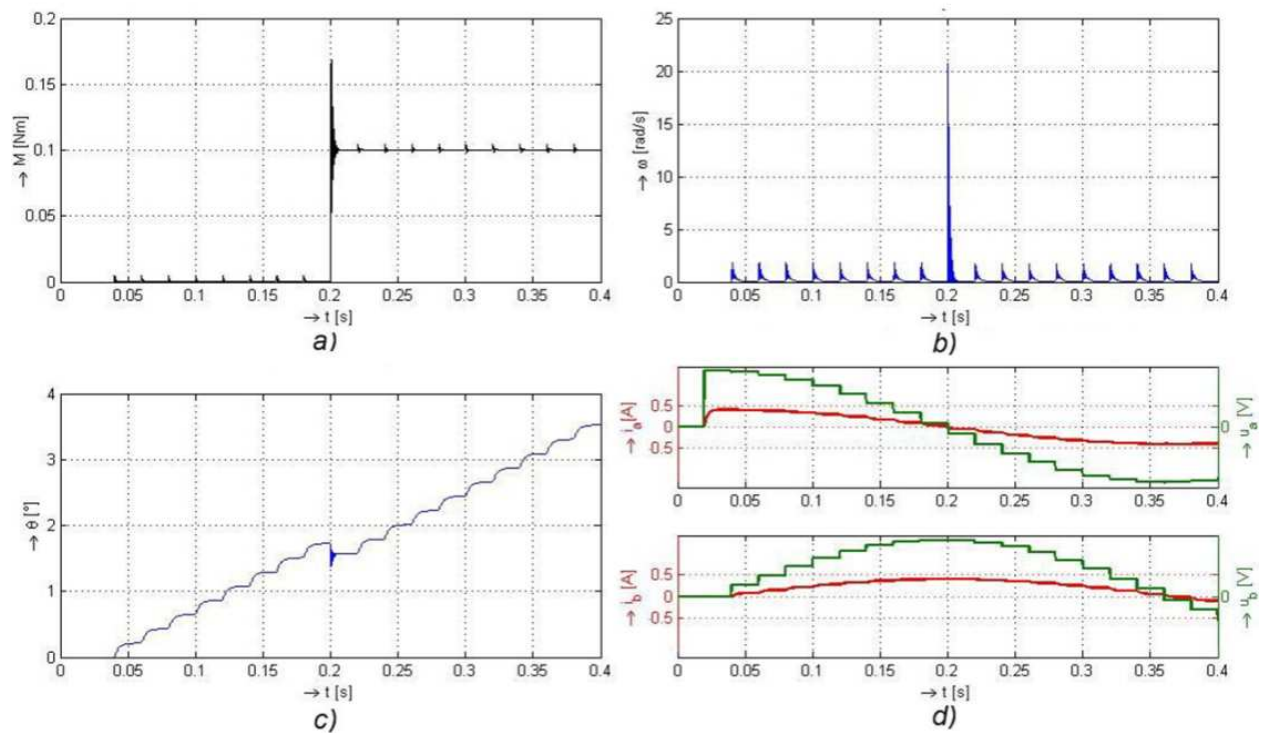 0.2
0.15
0.1
0.05
0
→ M [Nm]
0 0.05 0.1 0.15 0.2 0.25 0.3 0.35 0.4
→ t [s]
a)
25
20
15
10
5
0
→ ω [rad/s]
0 0.05 0.1 0.15 0.2 0.25 0.3 0.35 0.4
→ t [s]
b)
4
3
2
1
0
→ θ [°]
0 0.05 0.1 0.15 0.2 0.25 0.3 0.35 0.4
→ t [s]
c)
0.5
0
-0.5
→ i_a [A]
0
→ u_a [V]
0 0.05 0.1 0.15 0.2 0.25 0.3 0.35 0.4
0.5
0
0.5
→ i_b [A]
0
→ u_b [V]
0 0.05 0.1 0.15 0.2 0.25 0.3 0.35 0.4
→ t [s]
d)